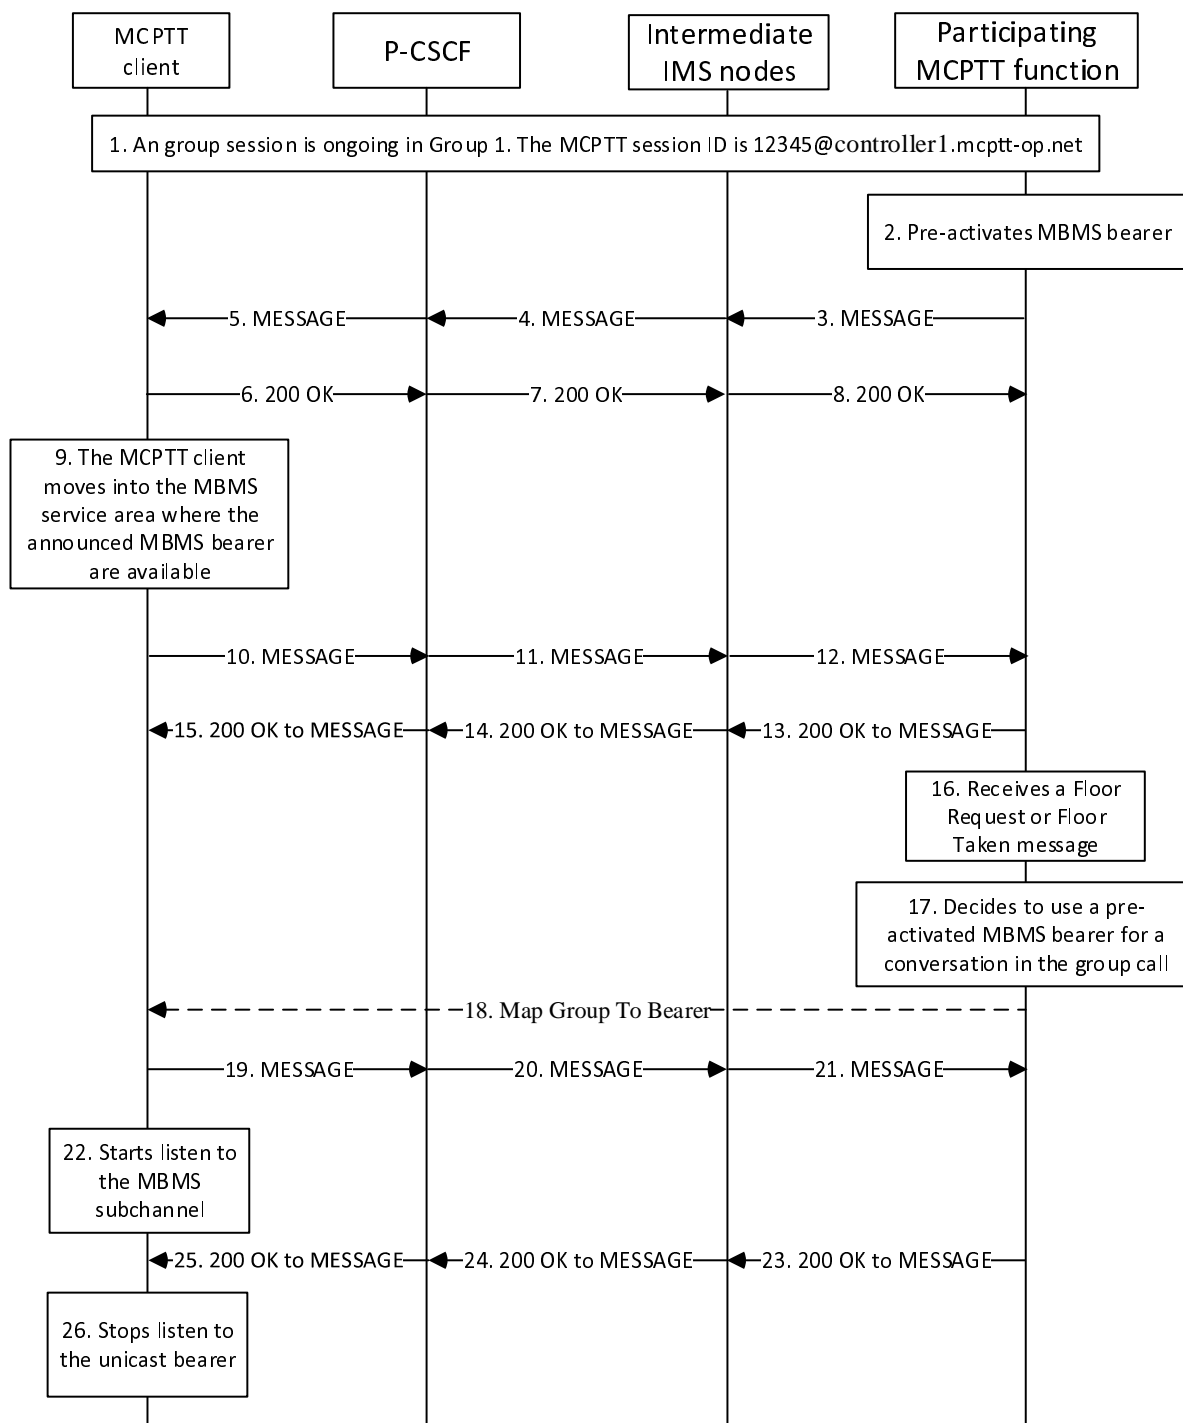 MCPTT
client
P-CSCF
Intermediate
IMS nodes
Participating
MCPTT function
1. An group session is ongoing in Group 1. The MCPTT session ID is 12345@controller1.mcptt-op.net
2. Pre-activates MBMS bearer
5. MESSAGE
4. MESSAGE
3. MESSAGE
6. 200 OK
7. 200 OK
8. 200 OK
9. The MCPTT client
moves into the MBMS
service area where the
announced MBMS bearer
are available
10. MESSAGE
11. MESSAGE
12. MESSAGE
15. 200 OK to MESSAGE
14. 200 OK to MESSAGE
13. 200 OK to MESSAGE
16. Receives a Floor
Request or Floor
Taken message
17. Decides to use a pre-
activated MBMS bearer for a
conversation in the group call
18. Map Group To Bearer
19. MESSAGE
20. MESSAGE
21. MESSAGE
22. Starts listen to
the MBMS
subchannel
25. 200 OK to MESSAGE
24. 200 OK to MESSAGE
23. 200 OK to MESSAGE
26. Stops listen to
the unicast bearer